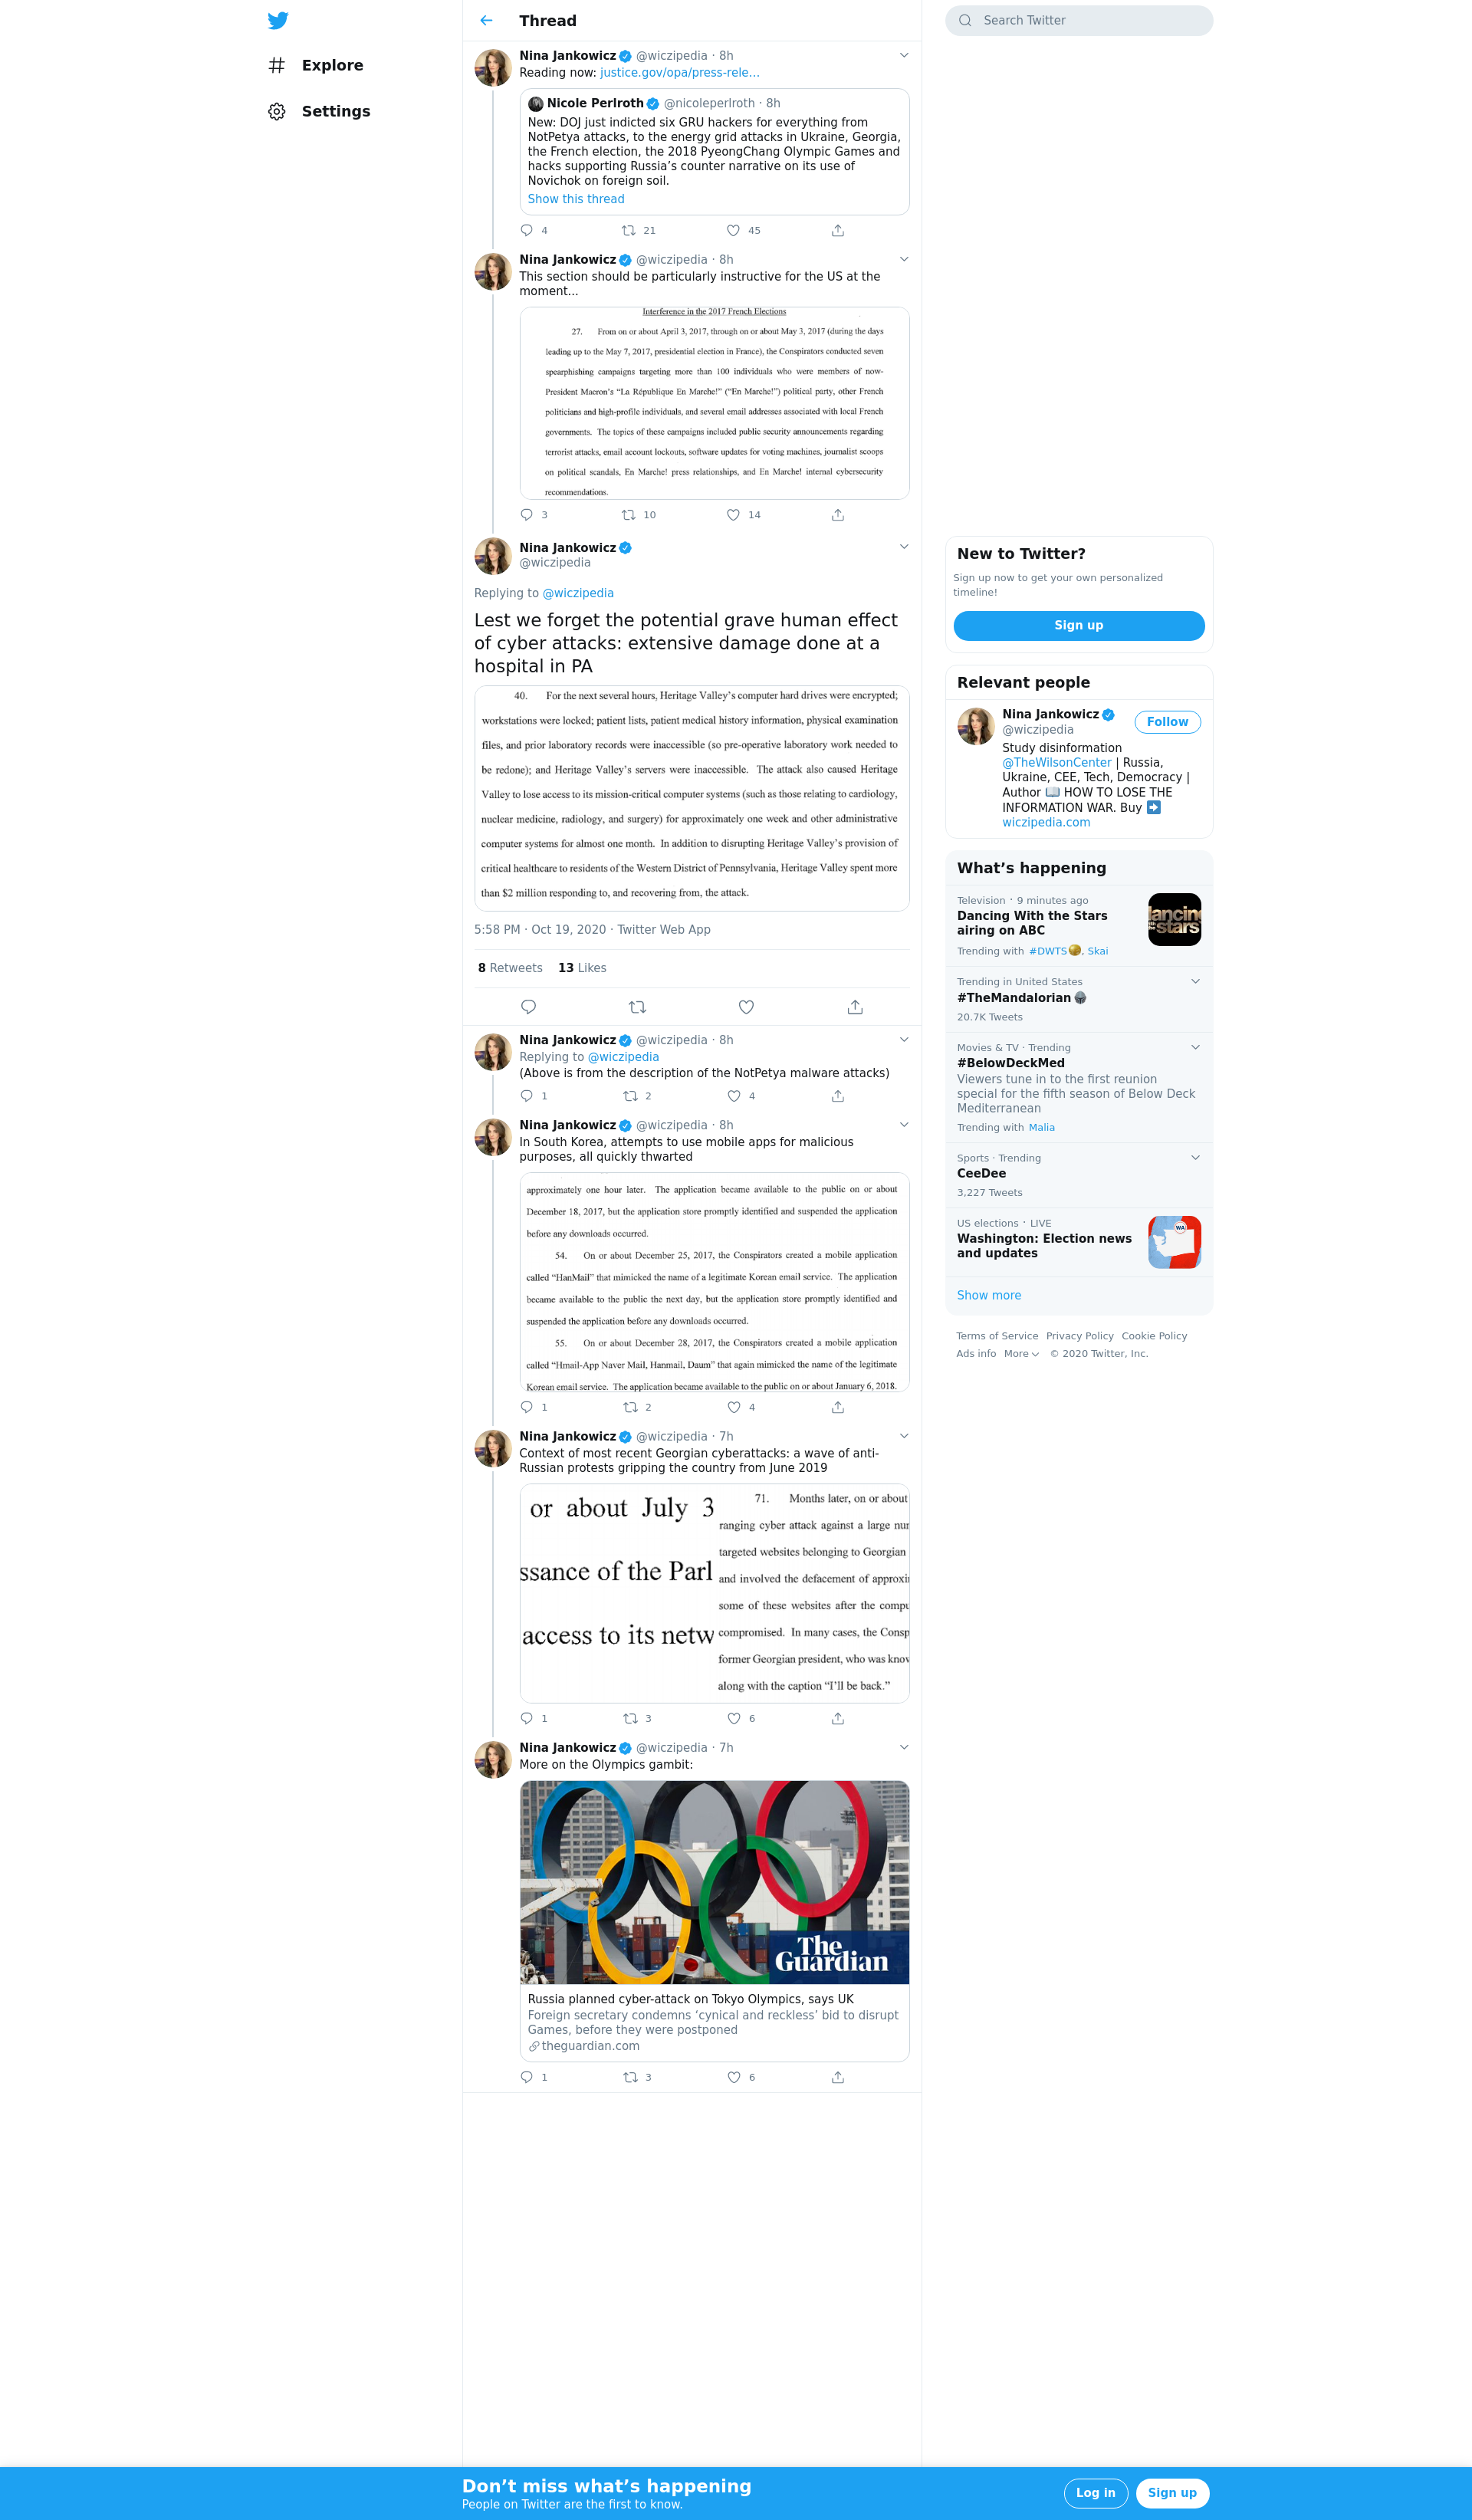 Explore
Settings
Thread
Nina Jankowicz @wiczipedia · 8h
Reading now: justice.gov/opa/press-rele…
Nicole Perlroth @nicoleperlroth · 8h
New: DOJ just indicted six GRU hackers for everything from
NotPetya attacks, to the energy grid attacks in Ukraine, Georgia,
the French election, the 2018 PyeongChang Olympic Games and
hacks supporting Russia’s counter narrative on its use of
Novichok on foreign soil.
Show this thread
4 21 45
Nina Jankowicz @wiczipedia · 8h
This section should be particularly instructive for the US at the
moment...
Interference in the 2017 French Elections
27. From on or about April 3, 2017, through on or about May 3, 2017 (during the days
leading up to the May 7, 2017, presidential election in France), the Conspirators conducted seven
spearphishing campaigns targeting more than 100 individuals who were members of now-
President Macron’s “La République En Marche!” (“En Marche!”) political party, other French
politicians and high-profile individuals, and several email addresses associated with local French
governments. The topics of these campaigns included public security announcements regarding
terrorist attacks, email account lockouts, software updates for voting machines, journalist scoops
on political scandals, En Marche! press relationships, and En Marche! internal cybersecurity
recommendations.
3 10 14
Nina Jankowicz
@wiczipedia
Replying to @wiczipedia
Lest we forget the potential grave human effect
of cyber attacks: extensive damage done at a
hospital in PA
40. For the next several hours, Heritage Valley’s computer hard drives were encrypted;
workstations were locked; patient lists, patient medical history information, physical examination
files, and prior laboratory records were inaccessible (so pre-operative laboratory work needed to
be redone); and Heritage Valley’s servers were inaccessible. The attack also caused Heritage
Valley to lose access to its mission-critical computer systems (such as those relating to cardiology,
nuclear medicine, radiology, and surgery) for approximately one week and other administrative
computer systems for almost one month. In addition to disrupting Heritage Valley’s provision of
critical healthcare to residents of the Western District of Pennsylvania, Heritage Valley spent more
than $2 million responding to, and recovering from, the attack.
5:58 PM · Oct 19, 2020 · Twitter Web App
8 Retweets 13 Likes
Nina Jankowicz @wiczipedia · 8h
Replying to @wiczipedia
(Above is from the description of the NotPetya malware attacks)
1 2 4
Nina Jankowicz @wiczipedia · 8h
In South Korea, attempts to use mobile apps for malicious
purposes, all quickly thwarted
approximately one hour later. The application became available to the public on or about
December 18, 2017, but the application store promptly identified and suspended the application
before any downloads occurred.
54. On or about December 25, 2017, the Conspirators created a mobile application
called “HanMail” that mimicked the name of a legitimate Korean email service. The application
became available to the public the next day, but the application store promptly identified and
suspended the application before any downloads occurred.
55. On or about December 28, 2017, the Conspirators created a mobile application
called “Hmail-App Naver Mail, Hanmail, Daum” that again mimicked the name of the legitimate
Korean email service. The application became available to the public on or about January 6, 2018.
1 2 4
Nina Jankowicz @wiczipedia · 7h
Context of most recent Georgian cyberattacks: a wave of anti-
Russian protests gripping the country from June 2019
or about July 3
ssance of the Parl
access to its netw
71. Months later, on or about
ranging cyber attack against a large nur
targeted websites belonging to Georgian
and involved the defacement of approxi
some of these websites after the compu
compromised. In many cases, the Consp
former Georgian president, who was knov
along with the caption “I’ll be back.”
1 3 6
Nina Jankowicz @wiczipedia · 7h
More on the Olympics gambit:
The
Guardian
Russia planned cyber-attack on Tokyo Olympics, says UK
Foreign secretary condemns ‘cynical and reckless’ bid to disrupt
Games, before they were postponed
theguardian.com
1 3 6
Search Twitter
New to Twitter?
Sign up now to get your own personalized
timeline!
Sign up
Relevant people
Nina Jankowicz
@wiczipedia
Follow
Study disinformation
@TheWilsonCenter | Russia,
Ukraine, CEE, Tech, Democracy |
Author 📖 HOW TO LOSE THE
INFORMATION WAR. Buy ➡️
wiczipedia.com
What’s happening
Television · 9 minutes ago
Dancing With the Stars
airing on ABC
Trending with #DWTS, Skai
dancing
stars
Trending in United States
#TheMandalorian
20.7K Tweets
Movies & TV · Trending
#BelowDeckMed
Viewers tune in to the first reunion
special for the fifth season of Below Deck
Mediterranean
Trending with Malia
Sports · Trending
CeeDee
3,227 Tweets
US elections · LIVE
Washington: Election news
and updates
WA
Show more
Terms of Service Privacy Policy Cookie Policy
Ads info More © 2020 Twitter, Inc.
Don’t miss what’s happening
People on Twitter are the first to know.
Log in
Sign up